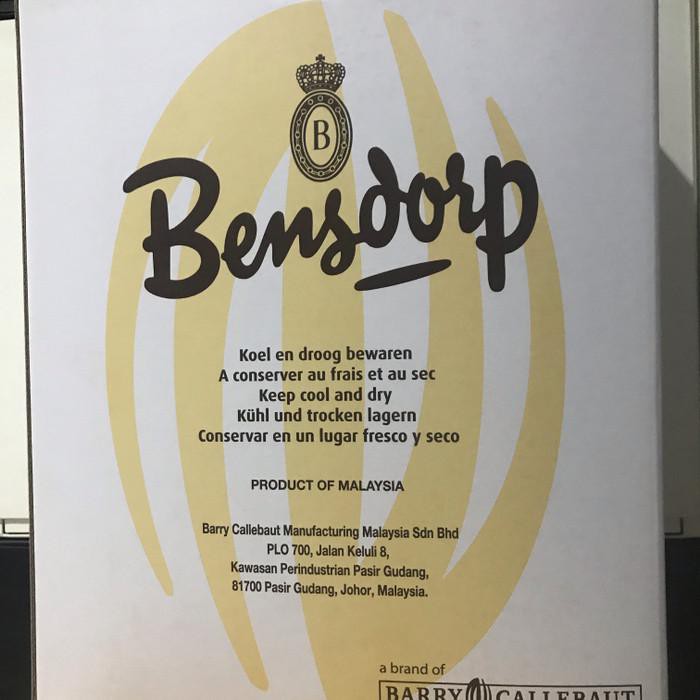 B
Bensdorp
Koel en droog bewaren
A conserver au frais et au sec
Keep cool and dry
Kühl und trocken lagern
Conservar en un lugar fresco y seco
PRODUCT OF MALAYSIA
Barry Callebaut Manufacturing Malaysia Sdn Bhd
PLO 700, Jalan Keluli 8,
Kawasan Perindustrian Pasir Gudang,
81700 Pasir Gudang, Johor, Malaysia.
a brand of
BARRY CALLEBAUT